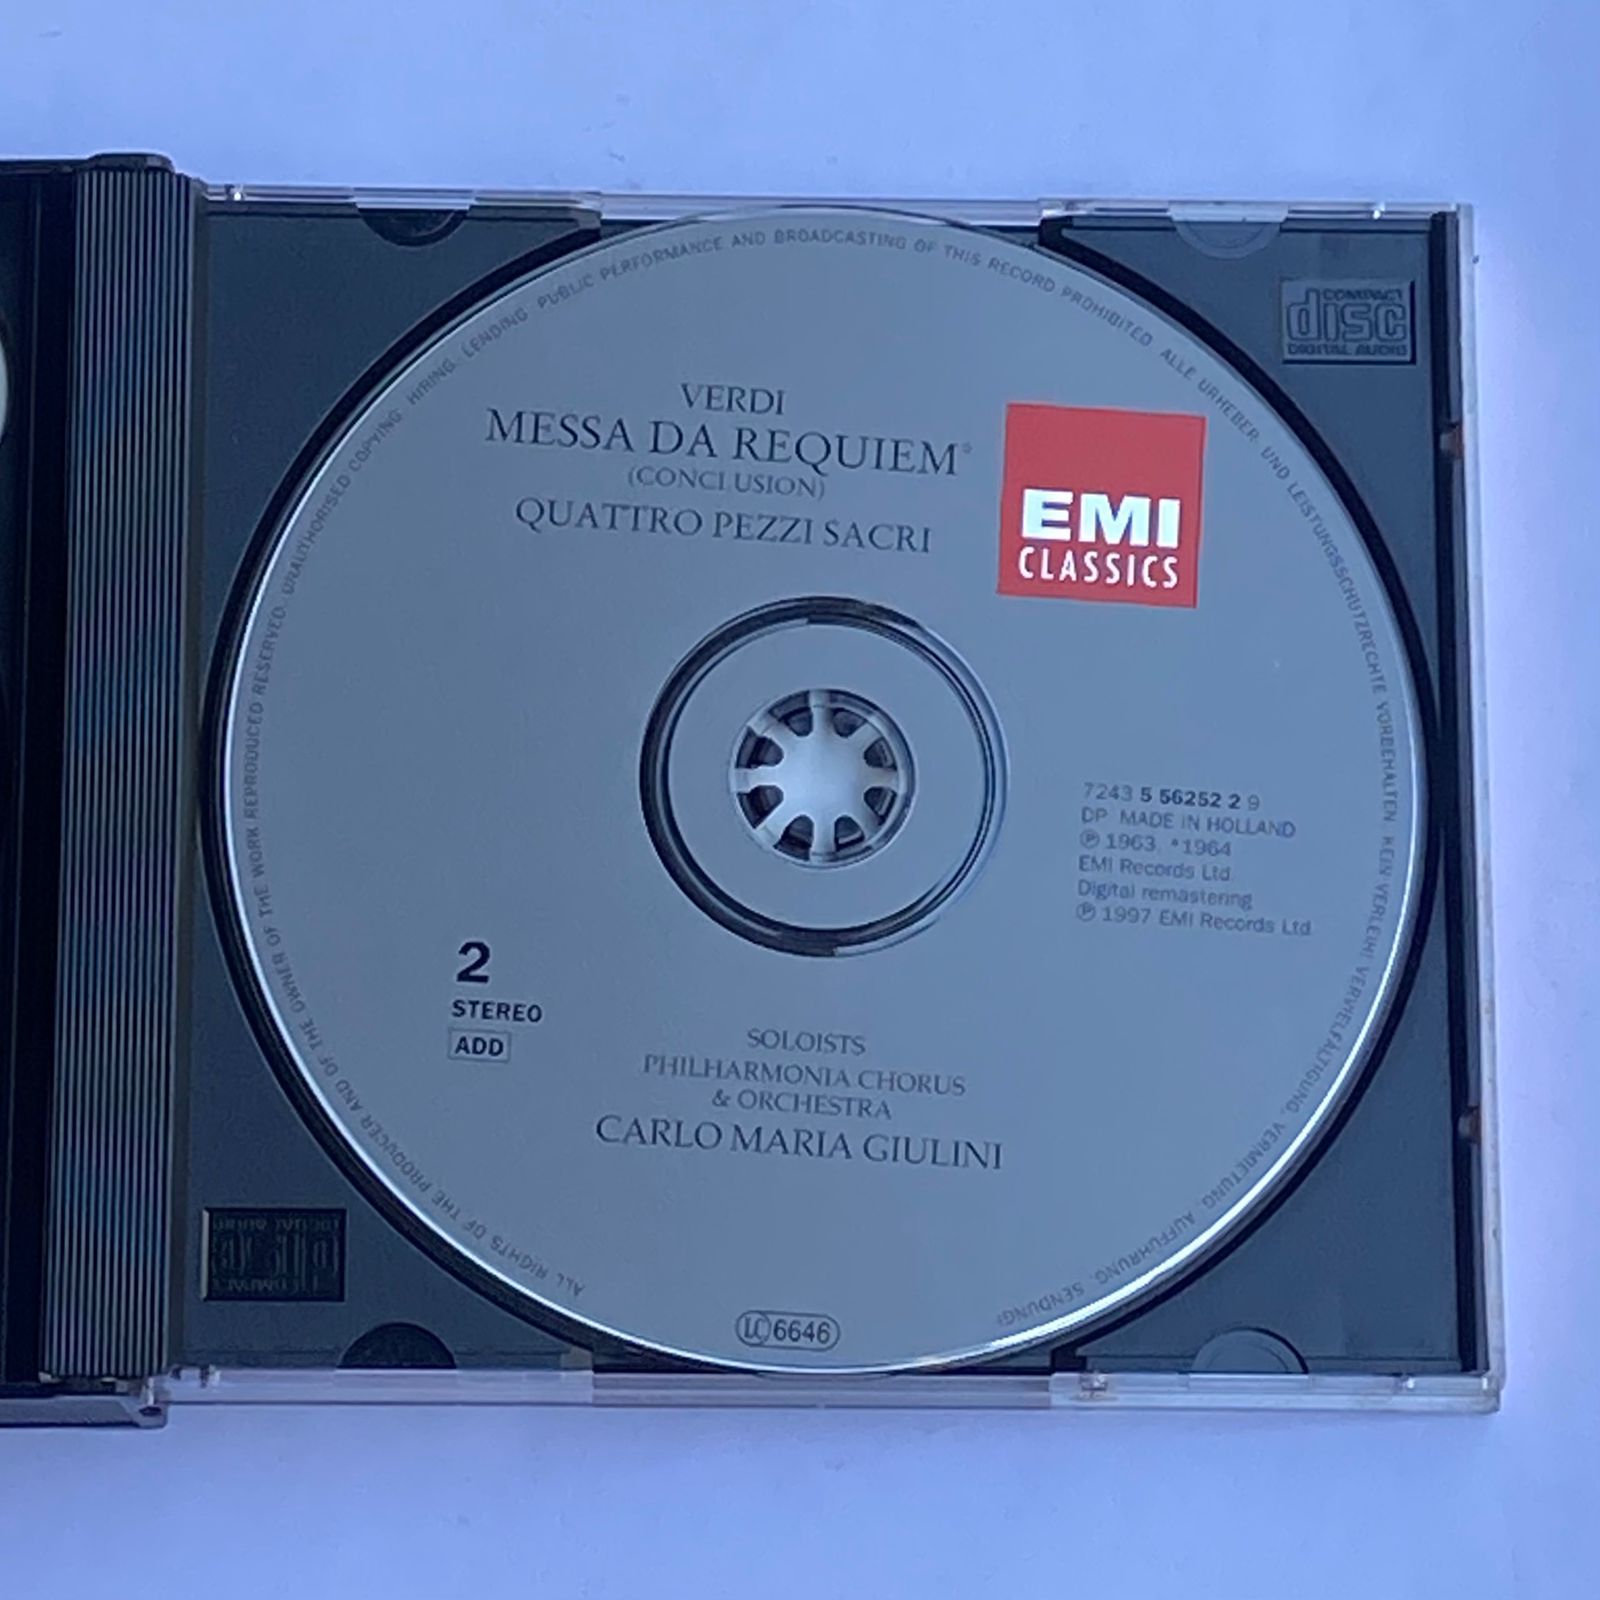 VERDI
MESSA DA REQUIEM*
(CONCLUSION)
QUATTRO PEZZI SACRI
EMI
CLASSICS
COMPACT
disc
DIGITAL AUDIO
7243 5 56252 2 9
DP MADE IN HOLLAND
℗ 1963, *1964
EMI Records Ltd.
Digital remastering
℗ 1997 EMI Records Ltd
2
STEREO
ADD
SOLOISTS
PHILHARMONIA CHORUS
& ORCHESTRA
CARLO MARIA GIULINI
LC 6646
ALL RIGHTS OF THE PRODUCER AND OF THE OWNER OF THE WORK REPRODUCED RESERVED. UNAUTHORISED COPYING, HIRING, LENDING, PUBLIC PERFORMANCE AND BROADCASTING OF THIS RECORD PROHIBITED ALLE URHEBER- UND LEISTUNGSSCHUTZRECHTE VORBEHALTEN. KEIN VERLEIH! VERVIELFÄLTIGUNG, VERMIETUNG, AUFFÜHRUNG, SENDUNG!